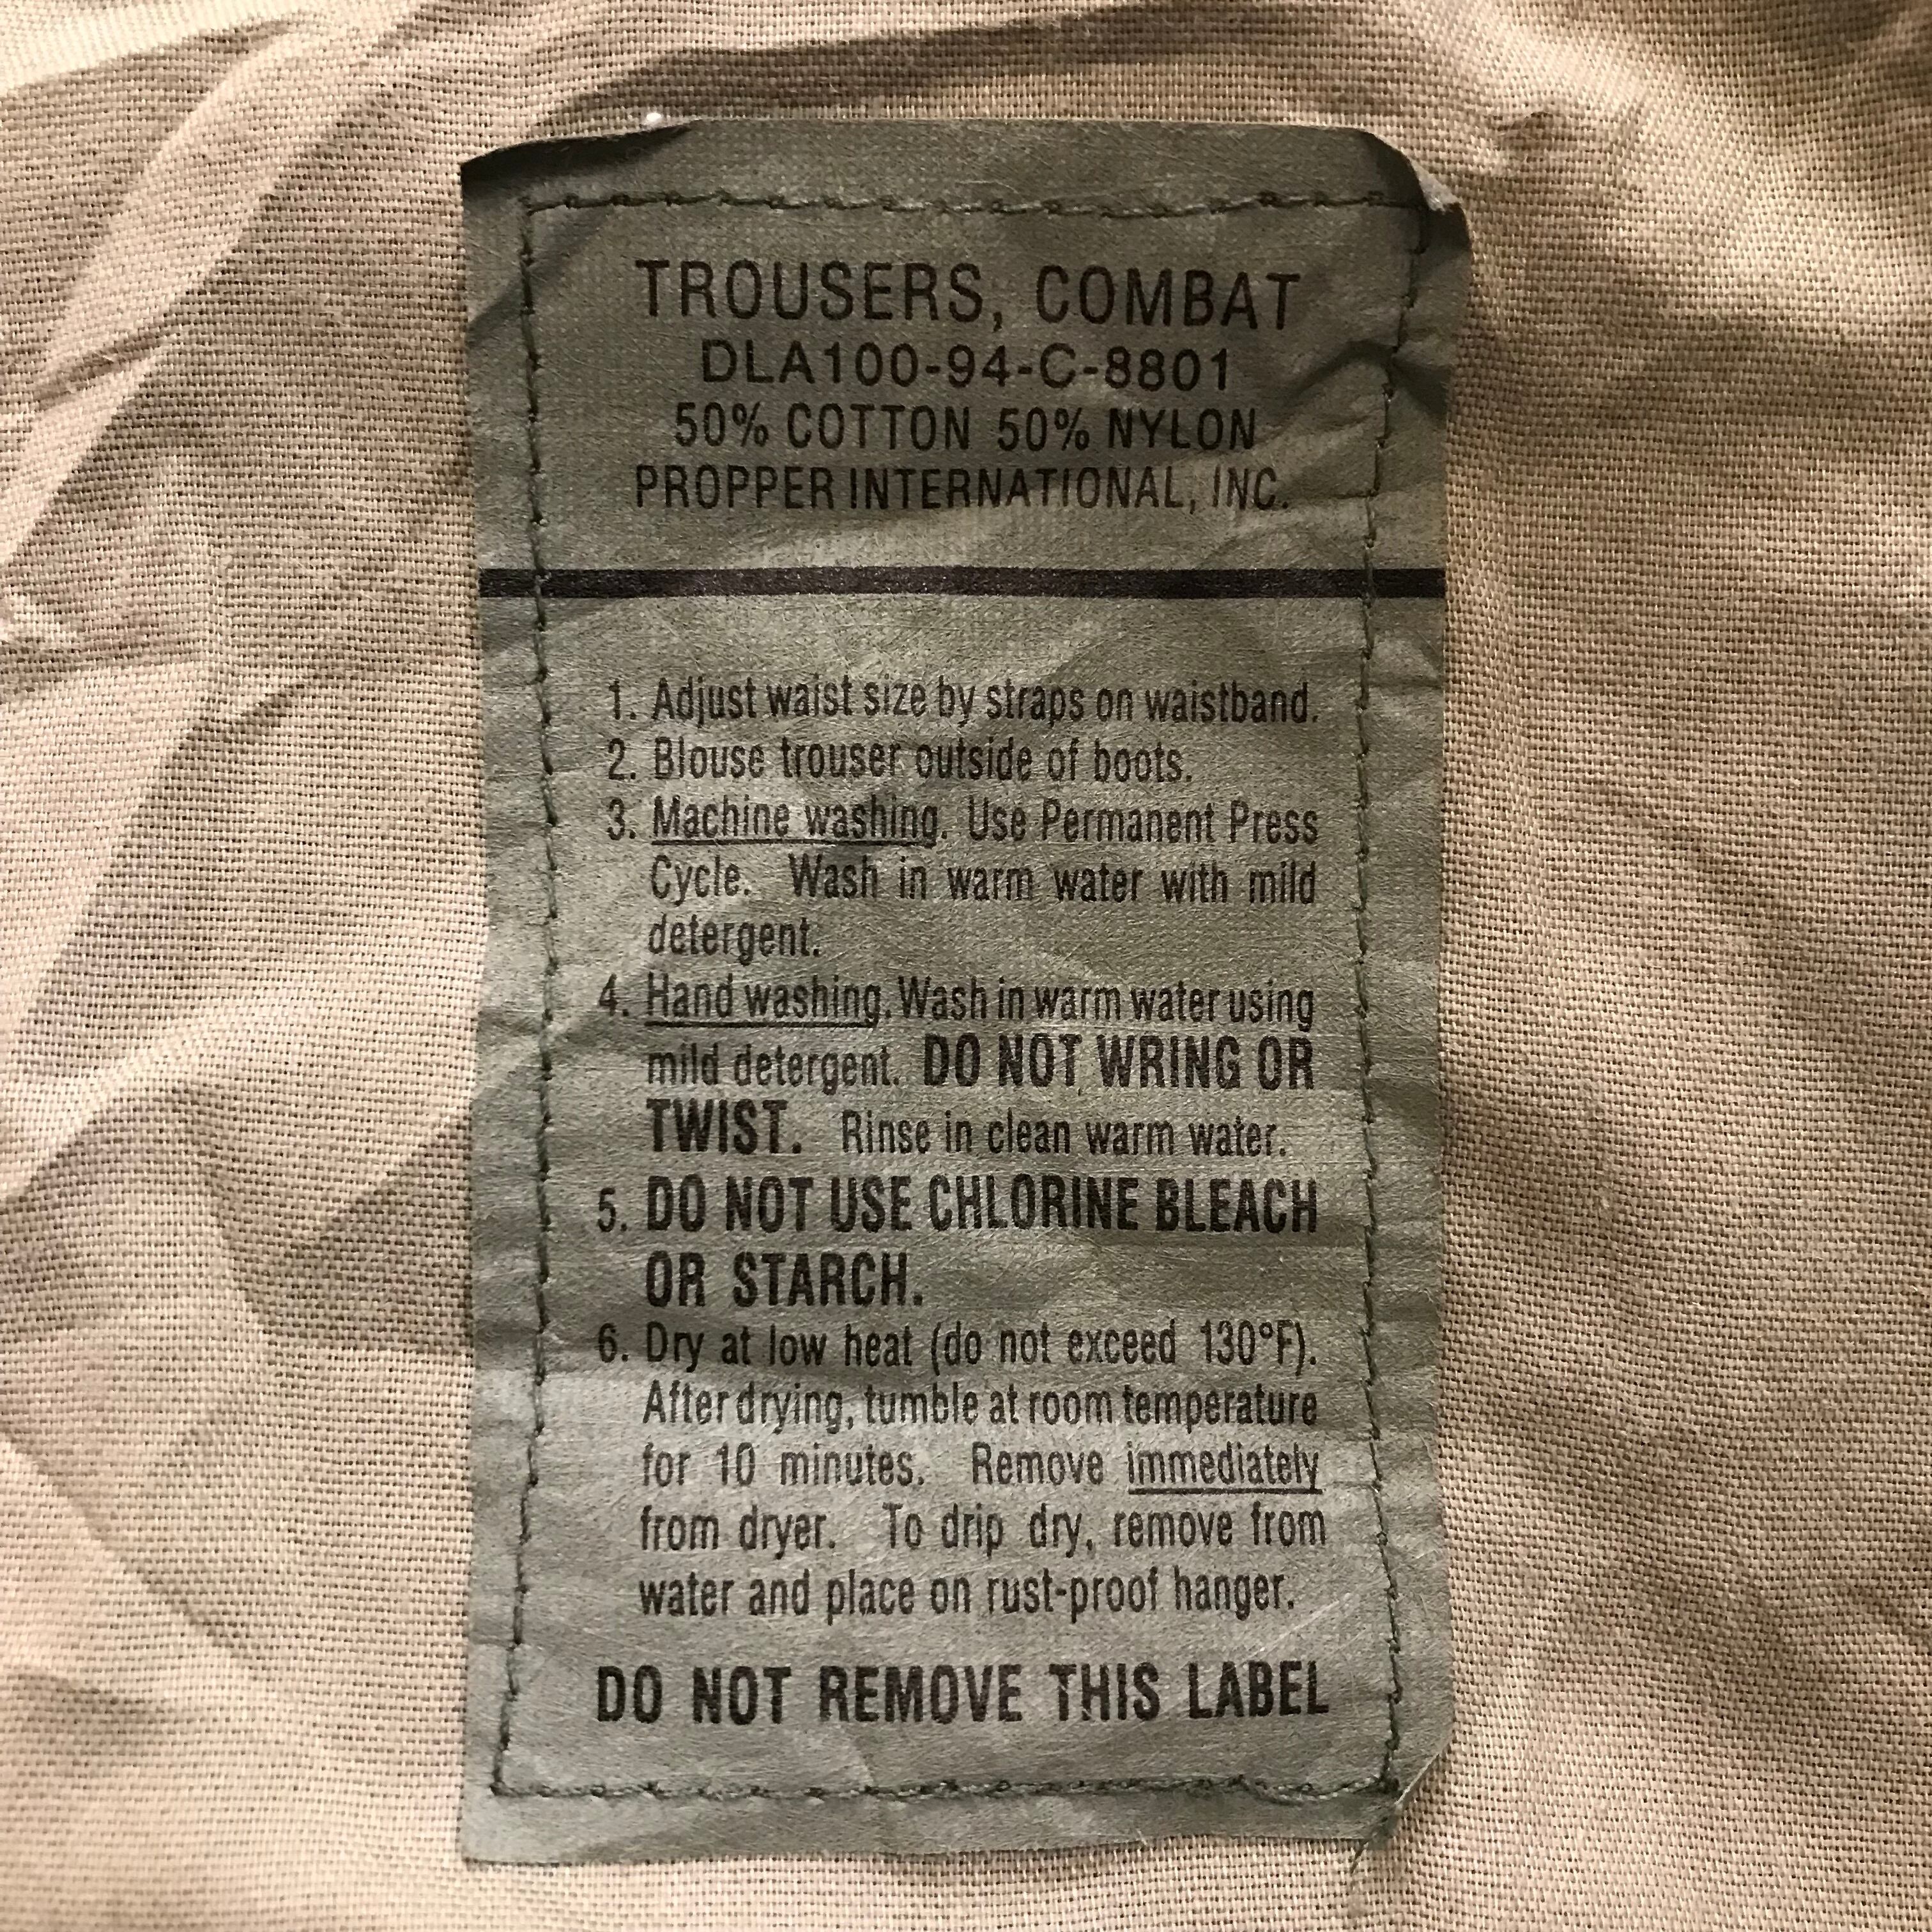 TROUSERS, COMBAT
DLA100-94-C-8801
50% COTTON 50% NYLON
PROPPER INTERNATIONAL, INC.
1. Adjust waist size by straps on waistband.
2. Blouse trouser outside of boots.
3. Machine washing. Use Permanent Press
Cycle. Wash in warm water with mild
detergent.
4. Hand washing. Wash in warm water using
mild detergent. DO NOT WRING OR
TWIST. Rinse in clean warm water.
5. DO NOT USE CHLORINE BLEACH
OR STARCH.
6. Dry at low heat (do not exceed 130°F).
After drying, tumble at room temperature
for 10 minutes. Remove immediately
from dryer. To drip dry, remove from
water and place on rust-proof hanger.
DO NOT REMOVE THIS LABEL